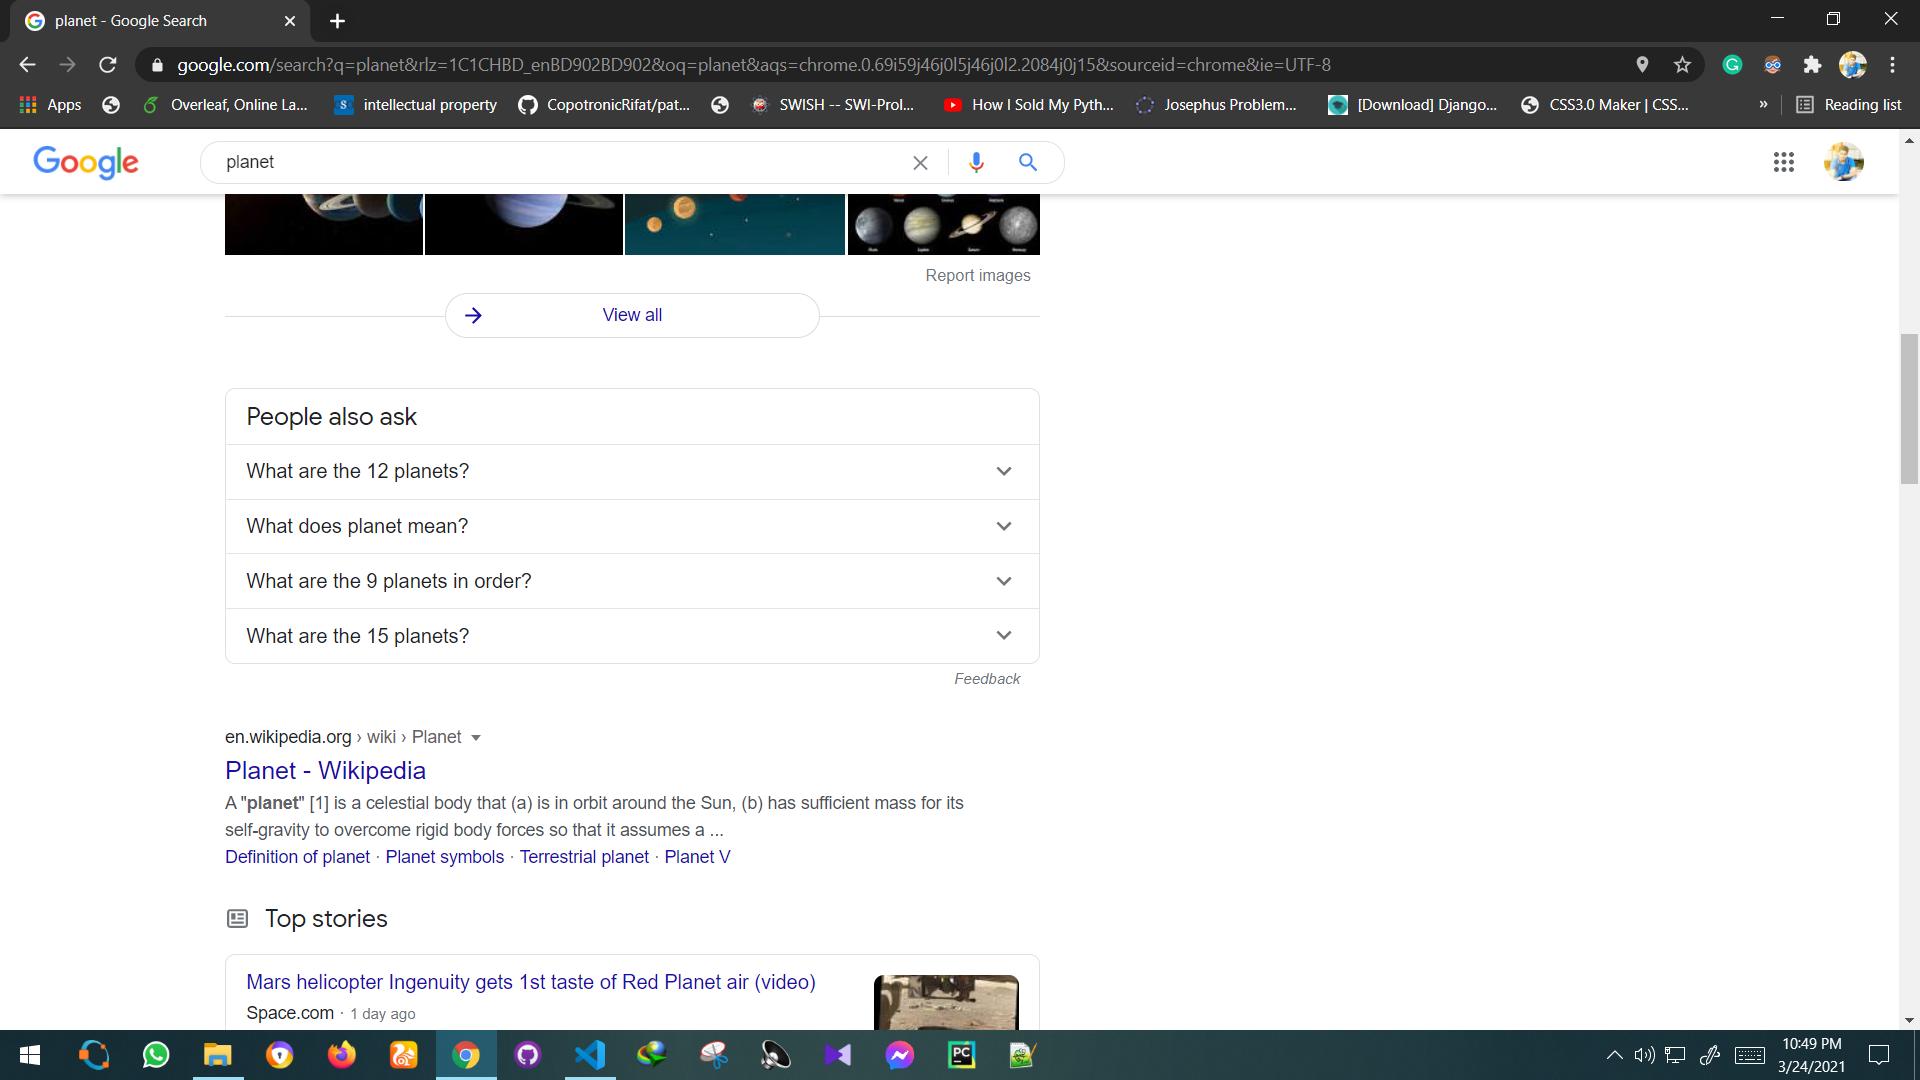 planet - Google Search
google.com/search?q=planet&rlz=1C1CHBD_enBD902BD902&oq=planet&aqs=chrome.0.69i59j46j0l5j46j0l2.2084j0j15&sourceid=chrome&ie=UTF-8
Apps Overleaf, Online La... S intellectual property CopotronicRifat/pat... SWISH -- SWI-Prol... How I Sold My Pyth... Josephus Problem... [Download] Django... CSS3.0 Maker | CSS... » Reading list
Google planet
Report images
View all
People also ask
What are the 12 planets?
What does planet mean?
What are the 9 planets in order?
What are the 15 planets?
Feedback
en.wikipedia.org › wiki › Planet
Planet - Wikipedia
A "planet" [1] is a celestial body that (a) is in orbit around the Sun, (b) has sufficient mass for its
self-gravity to overcome rigid body forces so that it assumes a ...
Definition of planet · Planet symbols · Terrestrial planet · Planet V
Top stories
Mars helicopter Ingenuity gets 1st taste of Red Planet air (video)
Space.com · 1 day ago
PC
10:49 PM
3/24/2021